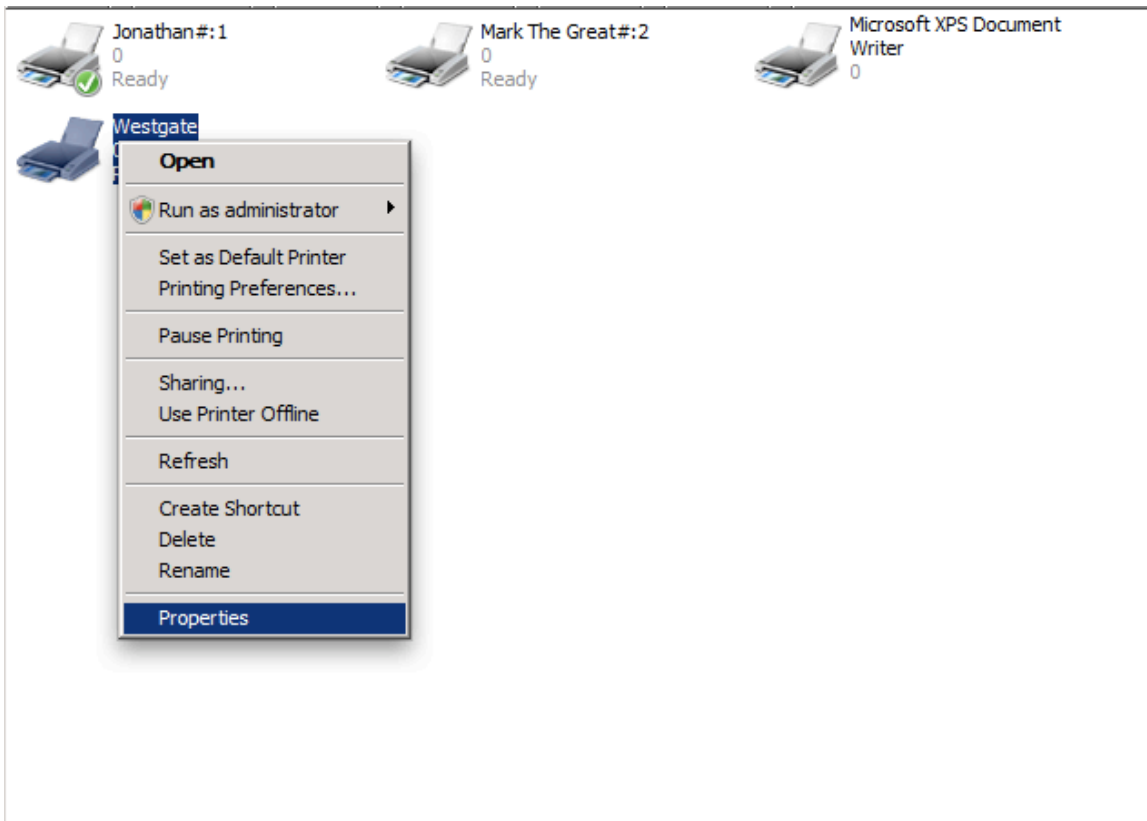 Jonathan#:1
0
Ready
Mark The Great#:2
0
Ready
Microsoft XPS Document
Writer
0
Westgate
Open
Run as administrator
Set as Default Printer
Printing Preferences...
Pause Printing
Sharing...
Use Printer Offline
Refresh
Create Shortcut
Delete
Rename
Properties